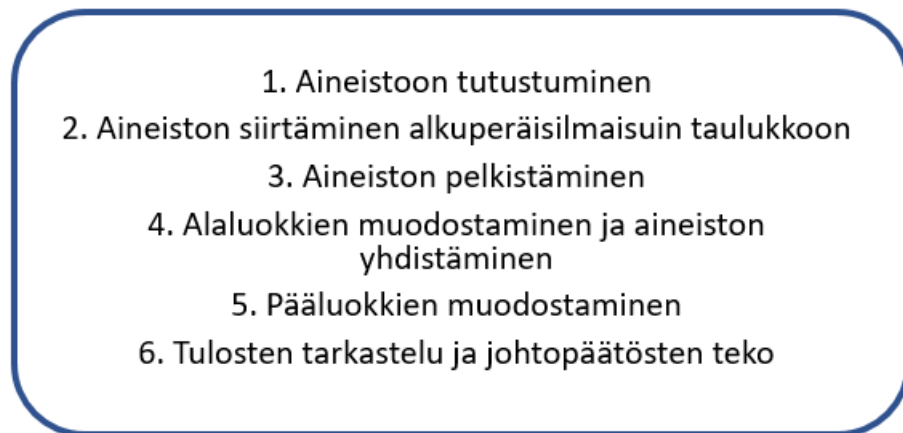 1. Aineistoon tutustuminen
2. Aineiston siirtäminen alkuperäisilmaisuin taulukkoon
3. Aineiston pelkistäminen
4. Alaluokkien muodostaminen ja aineiston
yhdistäminen
5. Pääluokkien muodostaminen
6. Tulosten tarkastelu ja johtopäätösten teko